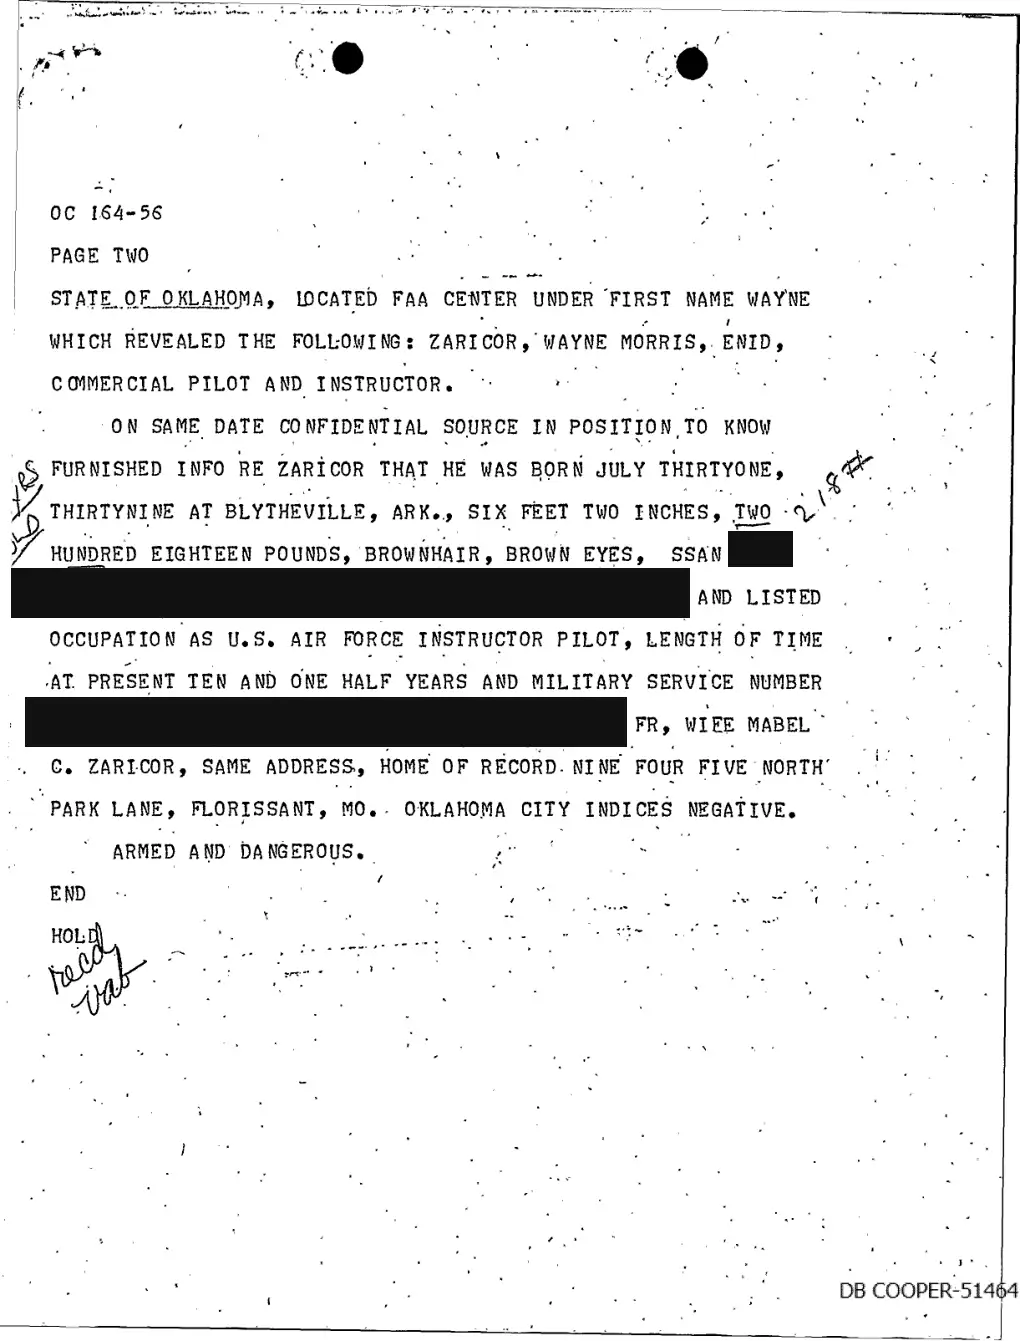 OC 164-56
PAGE TWO
STATE OF OKLAHOMA, LOCATED FAA CENTER UNDER FIRST NAME WAYNE
WHICH REVEALED THE FOLLOWING: ZARICOR, WAYNE MORRIS, ENID,
COMMERCIAL PILOT AND INSTRUCTOR.
ON SAME DATE CONFIDENTIAL SOURCE IN POSITION TO KNOW
FURNISHED INFO RE ZARICOR THAT HE WAS BORN JULY THIRTYONE,
THIRTYNINE AT BLYTHEVILLE, ARK., SIX FEET TWO INCHES, TWO 218#
HUNDRED EIGHTEEN POUNDS, BROWNHAIR, BROWN EYES, SSAN
AND LISTED
OCCUPATION AS U.S. AIR FORCE INSTRUCTOR PILOT, LENGTH OF TIME
AT PRESENT TEN AND ONE HALF YEARS AND MILITARY SERVICE NUMBER
FR, WIFE MABEL
C. ZARICOR, SAME ADDRESS, HOME OF RECORD NINE FOUR FIVE NORTH
PARK LANE, FLORISSANT, MO. OKLAHOMA CITY INDICES NEGATIVE.
ARMED AND DANGEROUS.
END
HOLD
recd
DB COOPER-51464